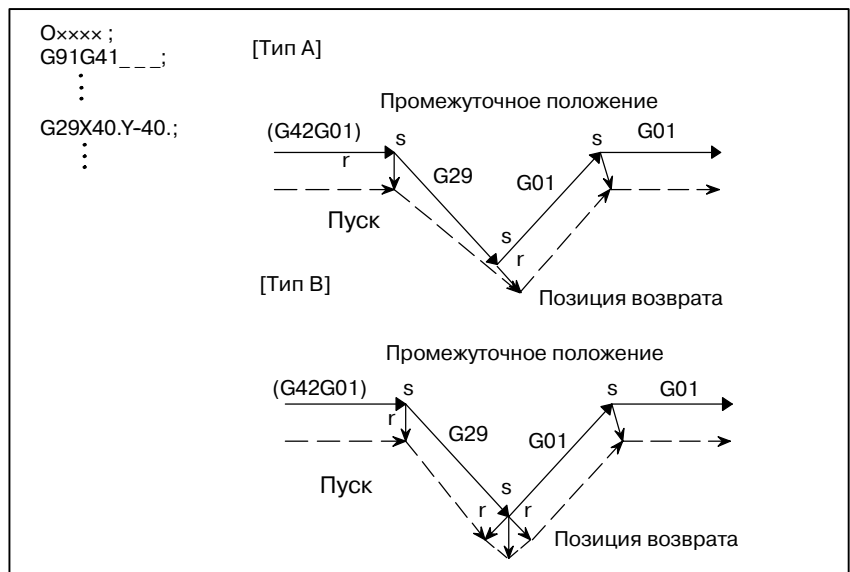 O×××× ;
G91G41_ _ _;
[Тип A]
G29X40.Y-40.;
Промежуточное положение
(G42G01)
s
s
G01
r
G29
G01
Пуск
s
r
[Тип B]
Позиция возврата
Промежуточное положение
(G42G01)
s
s
G01
r
G29
G01
Пуск
s
r
r
Позиция возврата